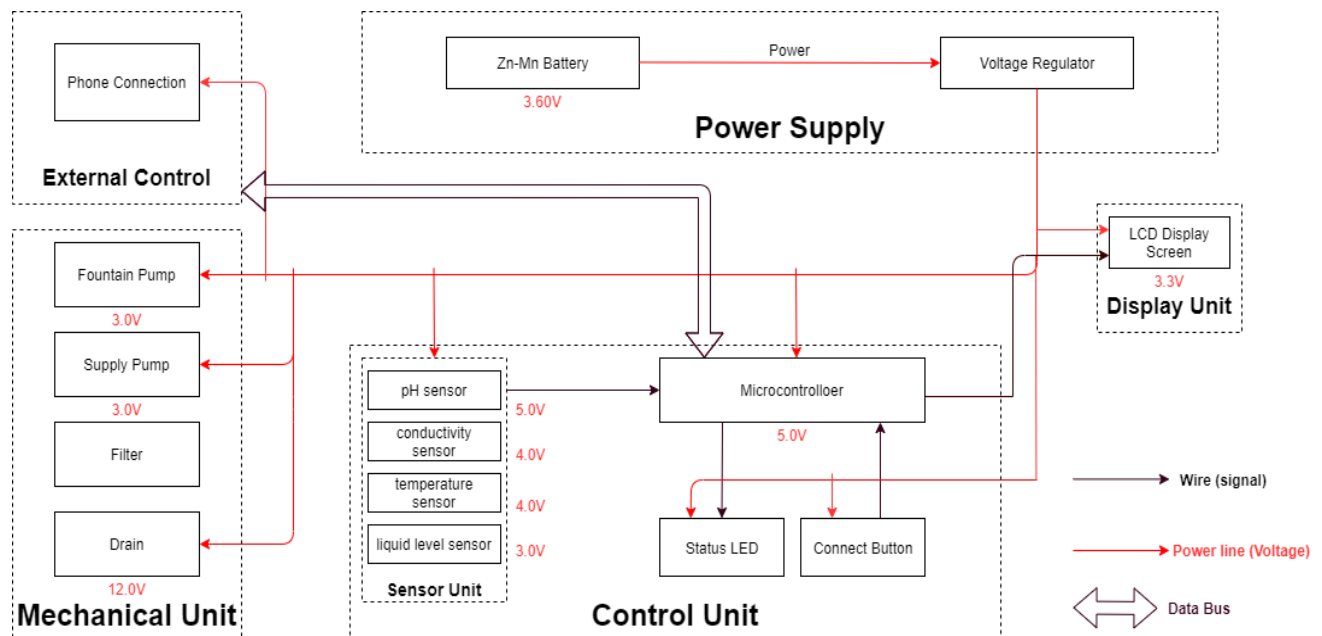 Phone Connection
External Control
Zn-Mn Battery
3.60V
Power
Voltage Regulator
Power Supply
LCD Display
Screen
3.3V
Display Unit
Fountain Pump
3.0V
Supply Pump
3.0V
Filter
Drain
12.0V
Mechanical Unit
pH sensor
5.0V
conductivity
sensor
4.0V
temperature
sensor
4.0V
liquid level sensor
3.0V
Sensor Unit
Microcontrolloer
5.0V
Status LED
Connect Button
Control Unit
Wire (signal)
Power line (Voltage)
Data Bus